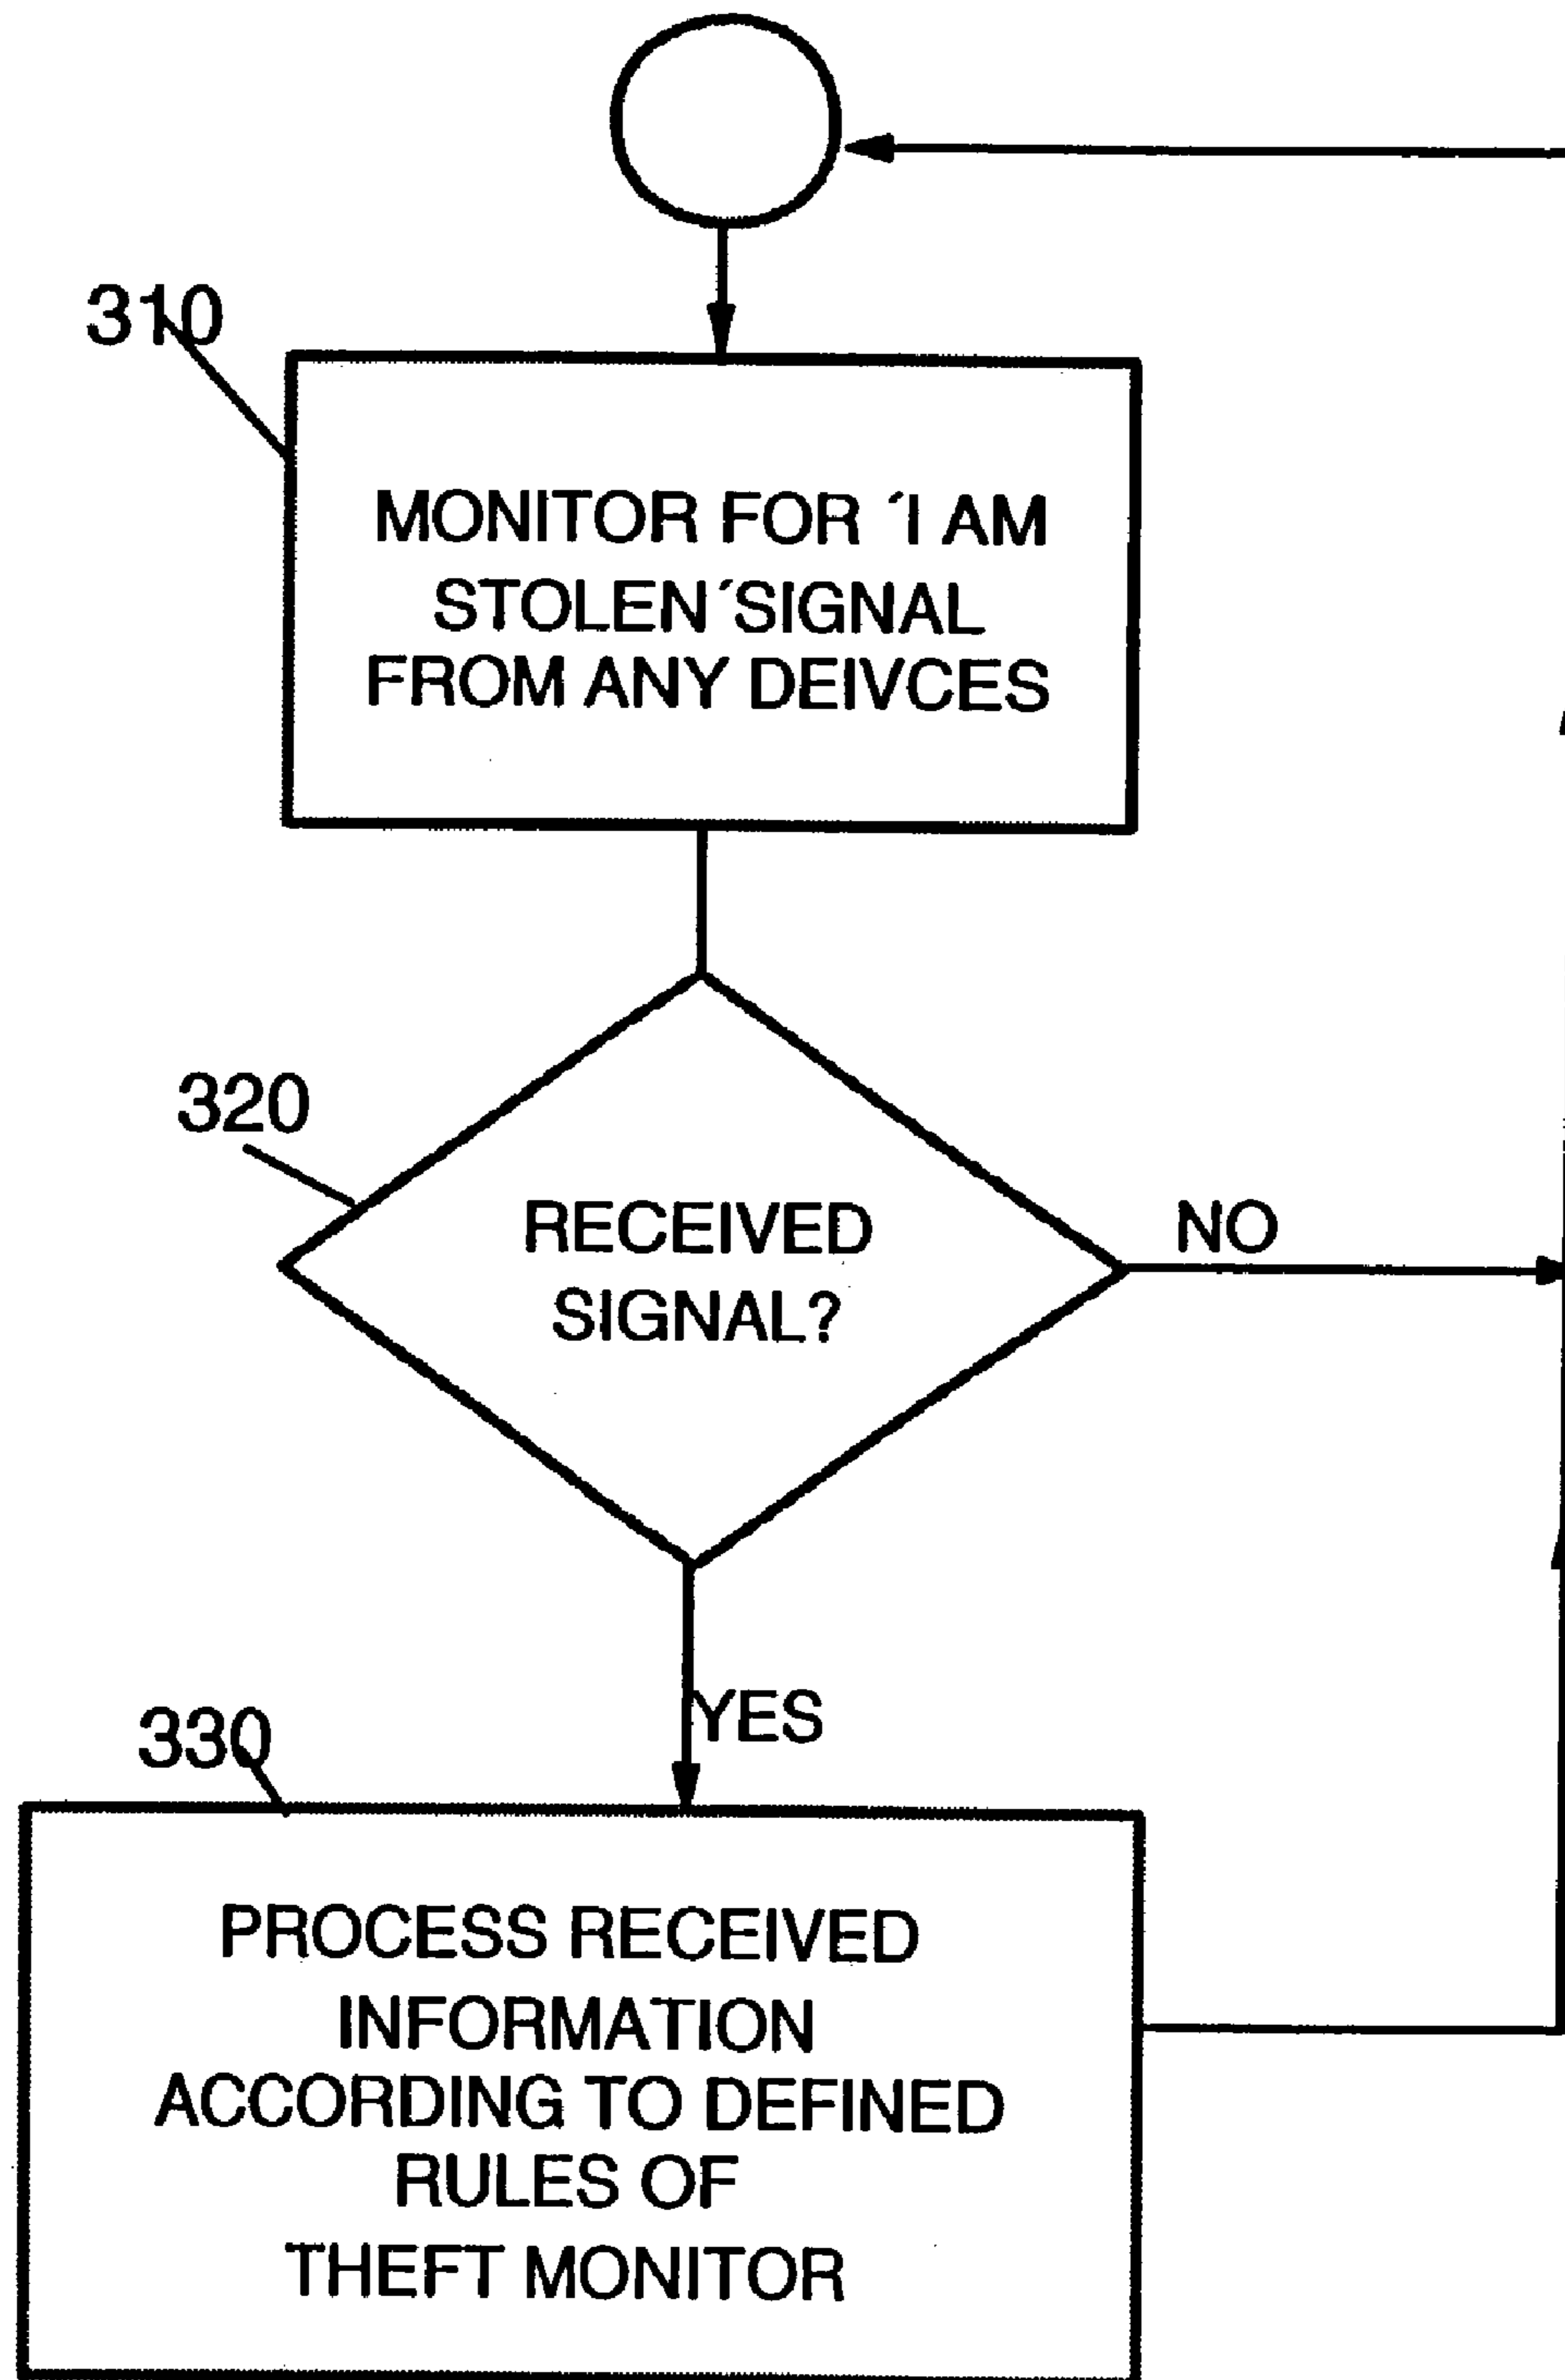 310
MONITOR FOR ´I AM
STOLEN´SIGNAL
FROM ANY DEIVCES
320
RECEIVED
SIGNAL?
NO
YES
330
PROCESS RECEIVED
INFORMATION
ACCORDING TO DEFINED
RULES OF
THEFT MONITOR